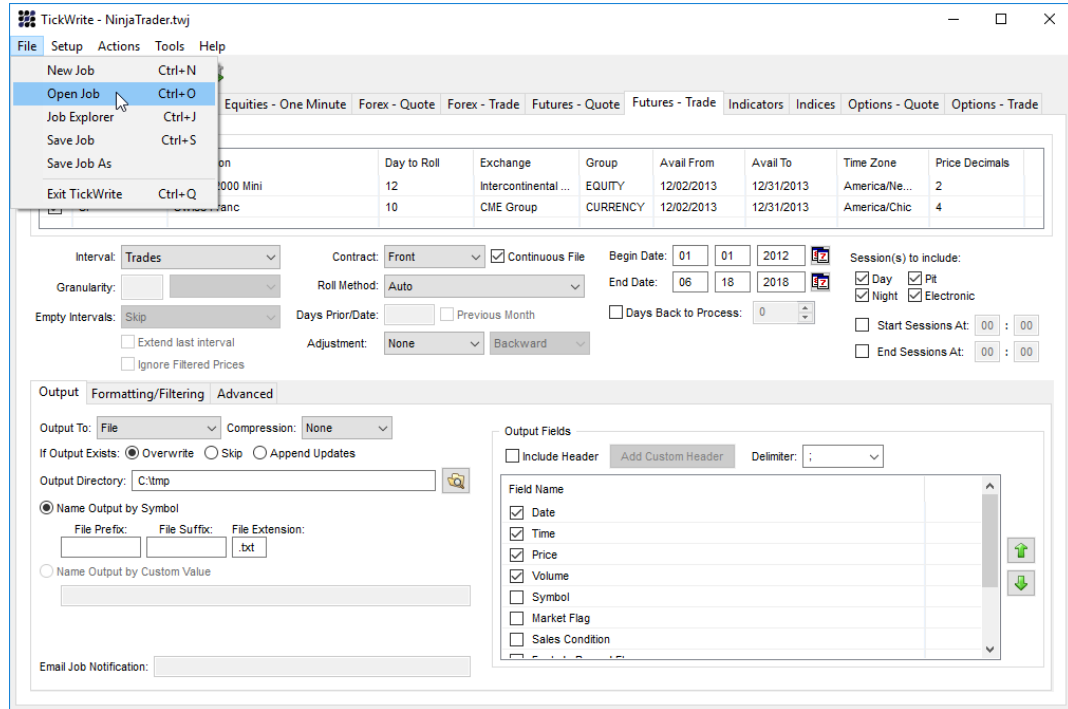 TickWrite - NinjaTrader.twj
File Setup Actions Tools Help
New Job Ctrl+N
Open Job Ctrl+O
Job Explorer Ctrl+J
Save Job Ctrl+S
Save Job As
Exit TickWrite Ctrl+Q
Equities - One Minute Forex - Quote Forex - Trade Futures - Quote Futures - Trade Indicators Indices Options - Quote Options - Trade
on Day to Roll Exchange Group Avail From Avail To Time Zone Price Decimals
2000 Mini 12 Intercontinental ... EQUITY 12/02/2013 12/31/2013 America/Ne... 2
Franc 10 CME Group CURRENCY 12/02/2013 12/31/2013 America/Chic 4
Interval: Trades Contract: Front Continuous File Begin Date: 01 01 2012 Session(s) to include:
Granularity: Roll Method: Auto End Date: 06 18 2018 Day Pit
Night Electronic
Empty Intervals: Skip Days Prior/Date: Previous Month Days Back to Process: 0
Start Sessions At: 00 : 00
Extend last interval Adjustment: None Backward
End Sessions At: 00 : 00
Ignore Filtered Prices
Output Formatting/Filtering Advanced
Output To: File Compression: None
Output Fields
If Output Exists: Overwrite Skip Append Updates
Include Header Add Custom Header Delimiter: ;
Output Directory: C:\tmp
Field Name
Name Output by Symbol
Date
File Prefix: File Suffix: File Extension:
Time
.txt
Price
Name Output by Custom Value
Volume
Symbol
Market Flag
Sales Condition
Email Job Notification: